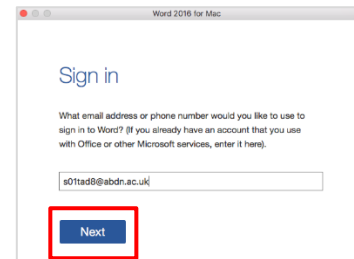 Word 2016 for Mac
Sign in
What email address or phone number would you like to use to
sign in to Word? (If you already have an account that you use
with Office or other Microsoft services, enter it here).
s01tad8@abdn.ac.uk
Next